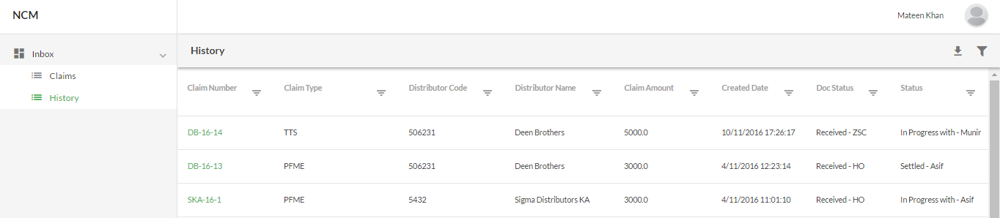 NCM
Mateen Khan
Inbox
Claims
History
History
Claim Number Claim Type Distributor Code Distributor Name Claim Amount Created Date Doc Status Status
DB-16-14 TTS 506231 Deen Brothers 5000.0 10/11/2016 17:26:17 Received - ZSC In Progress with - Munir
DB-16-13 PFME 506231 Deen Brothers 3000.0 4/11/2016 12:23:14 Received - HO Settled - Asif
SKA-16-1 PFME 5432 Sigma Distributors KA 3000.0 4/11/2016 11:01:10 Received - HO In Progress with - Asif